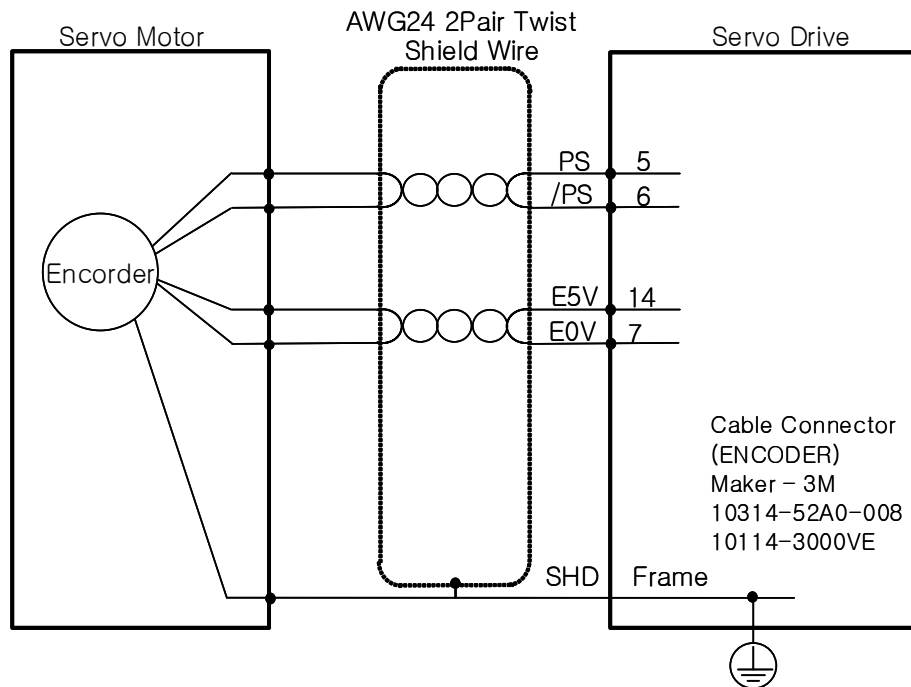 Servo Motor
AWG24 2Pair Twist
Shield Wire
Servo Drive
PS 5
/PS 6
Encorder
E5V 14
E0V 7
Cable Connector
(ENCODER)
Maker - 3M
10314-52A0-008
10114-3000VE
SHD Frame